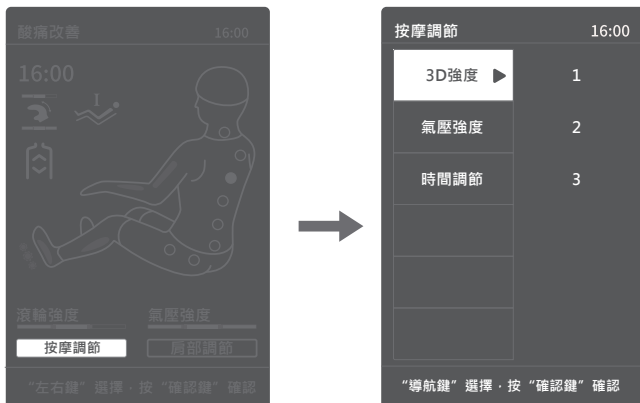 酸痛改善 16:00
16:00
I
滾輪強度 氣壓強度
按摩調節 肩部調節
“左右鍵”選擇·按“確認鍵”確認
按摩調節 16:00
3D強度 1
氣壓強度 2
時間調節 3
“導航鍵”選擇·按“確認鍵”確認